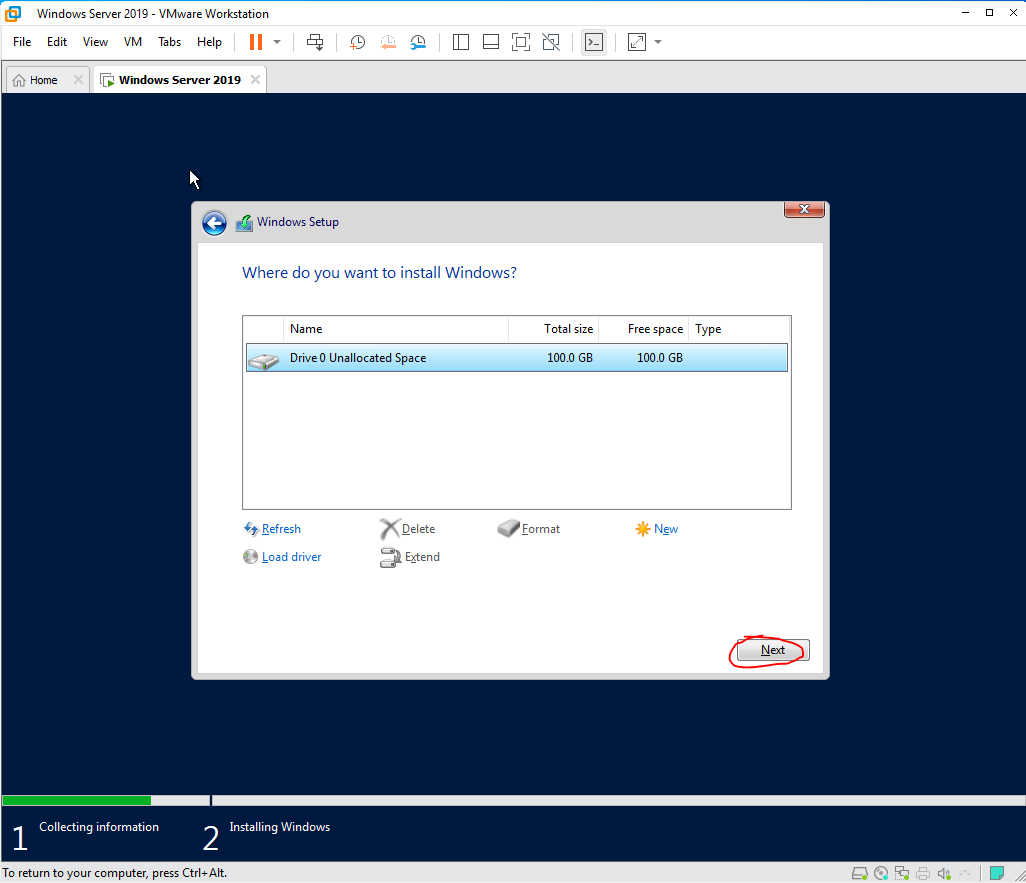 Windows Server 2019 - VMware Workstation
File Edit View VM Tabs Help
Home Windows Server 2019
Windows Setup
Where do you want to install Windows?
Name Total size Free space Type
Drive 0 Unallocated Space 100.0 GB 100.0 GB
Refresh Delete Format New
Load driver Extend
Next
1 Collecting information 2 Installing Windows
To return to your computer, press Ctrl+Alt.